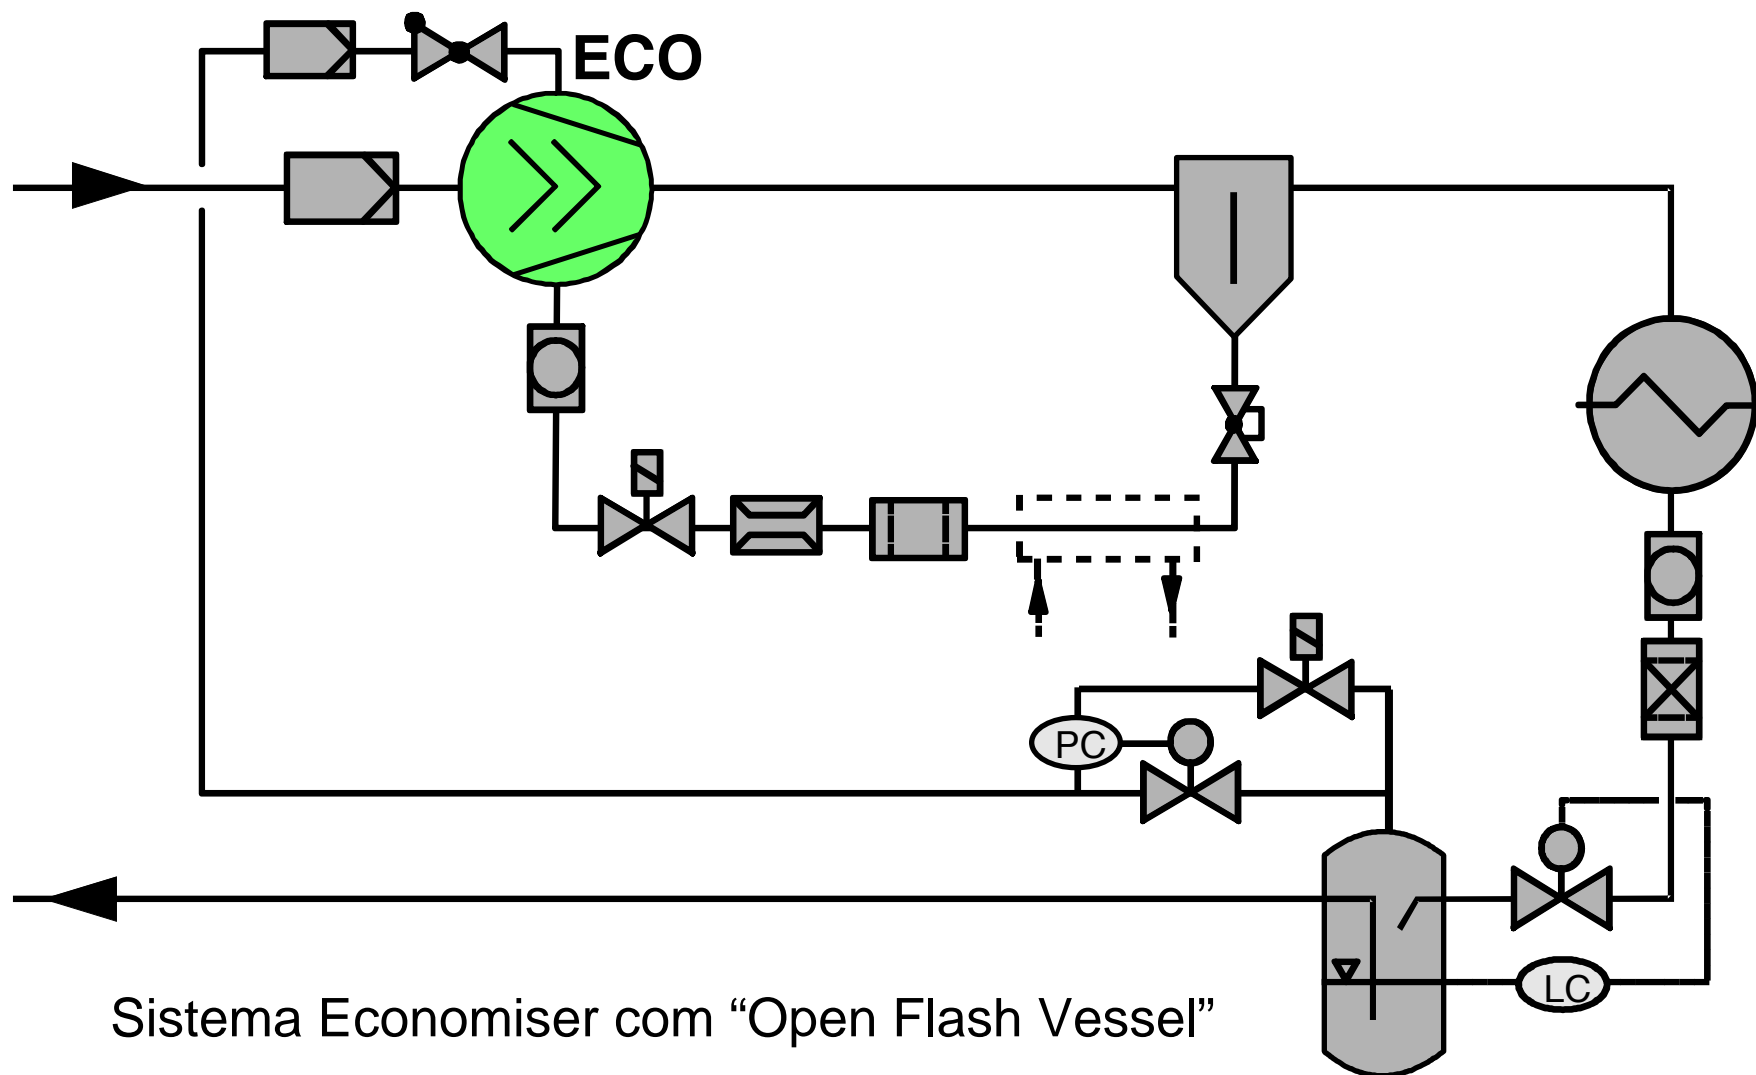 ECO
PC
LC
Sistema Economiser com “Open Flash Vessel”